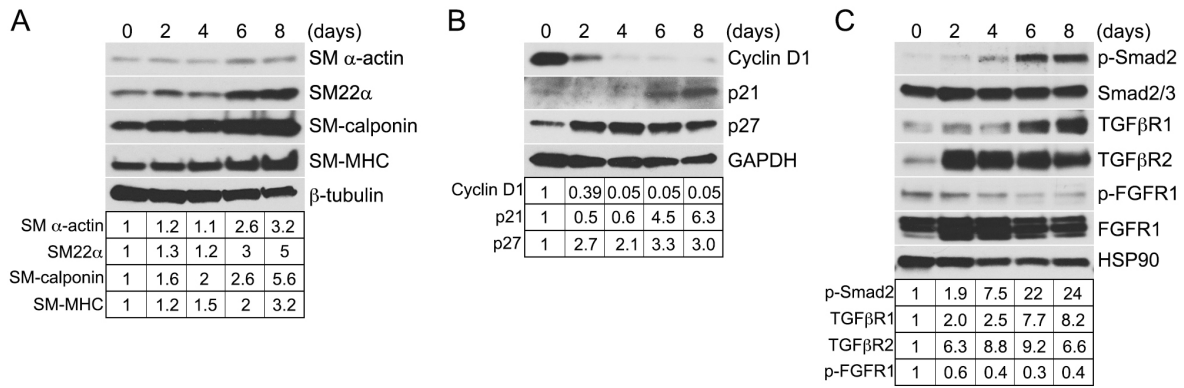 A
0 2 4 6 8 (days)
SM α-actin
SM22α
SM-calponin
SM-MHC
β-tubulin
SM α-actin 1 1.2 1.1 2.6 3.2
SM22α 1 1.3 1.2 3 5
SM-calponin 1 1.6 2 2.6 5.6
SM-MHC 1 1.2 1.5 2 3.2
B
0 2 4 6 8 (days)
Cyclin D1
p21
p27
GAPDH
Cyclin D1 1 0.39 0.05 0.05 0.05
p21 1 0.5 0.6 4.5 6.3
p27 1 2.7 2.1 3.3 3.0
C
0 2 4 6 8 (days)
p-Smad2
Smad2/3
TGFβR1
TGFβR2
p-FGFR1
FGFR1
HSP90
p-Smad2 1 1.9 7.5 22 24
TGFβR1 1 2.0 2.5 7.7 8.2
TGFβR2 1 6.3 8.8 9.2 6.6
p-FGFR1 1 0.6 0.4 0.3 0.4